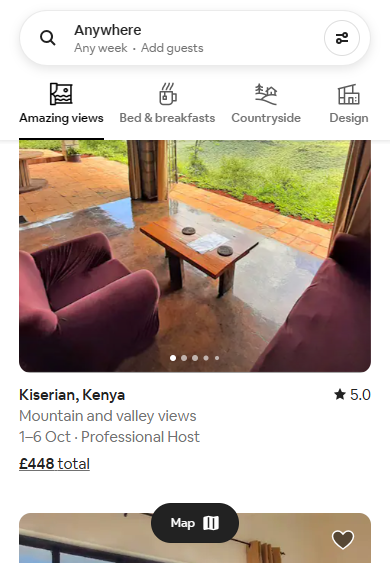 Anywhere
Any week · Add guests
Amazing views
Bed & breakfasts
Countryside
Design
Kiserian, Kenya
5.0
Mountain and valley views
1–6 Oct · Professional Host
£448 total
Map